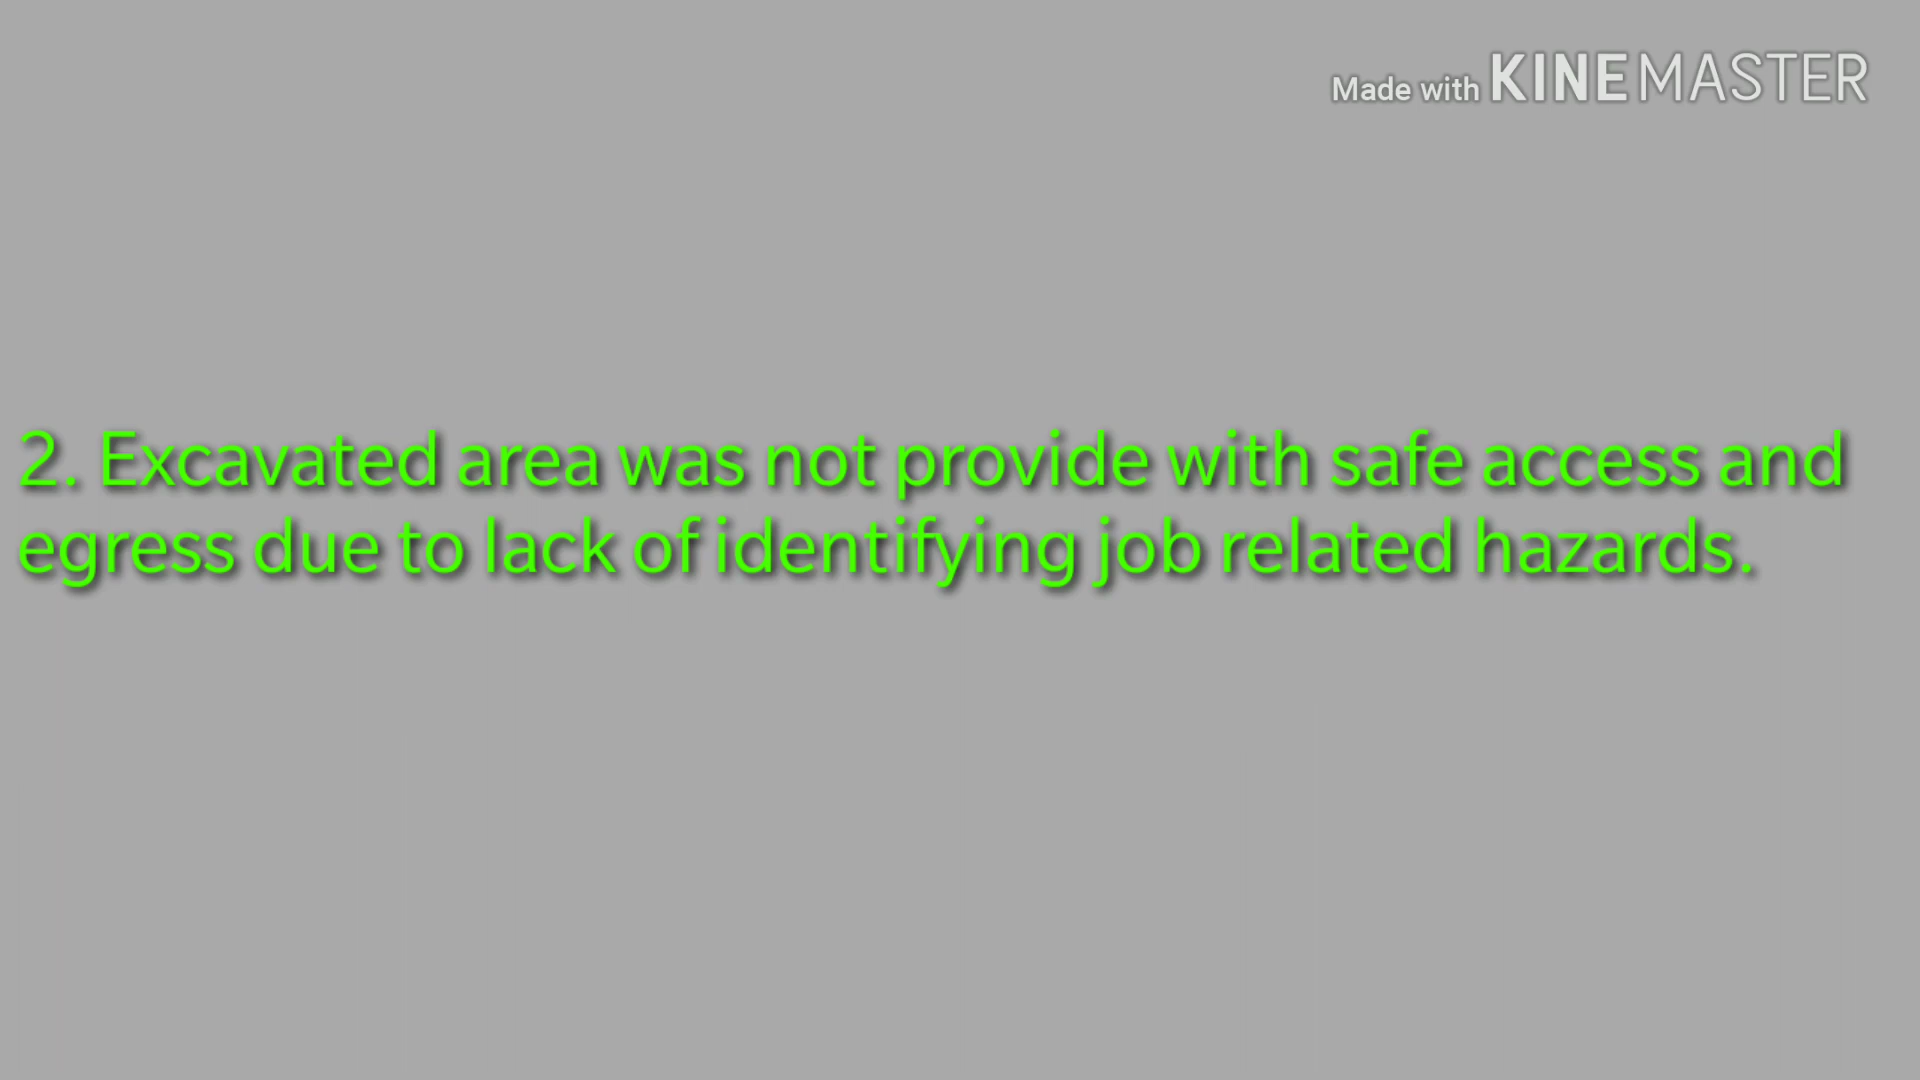 Made with KINEMASTER
2. Excavated area was not provide with safe access and
egress due to lack of identifying job related hazards.